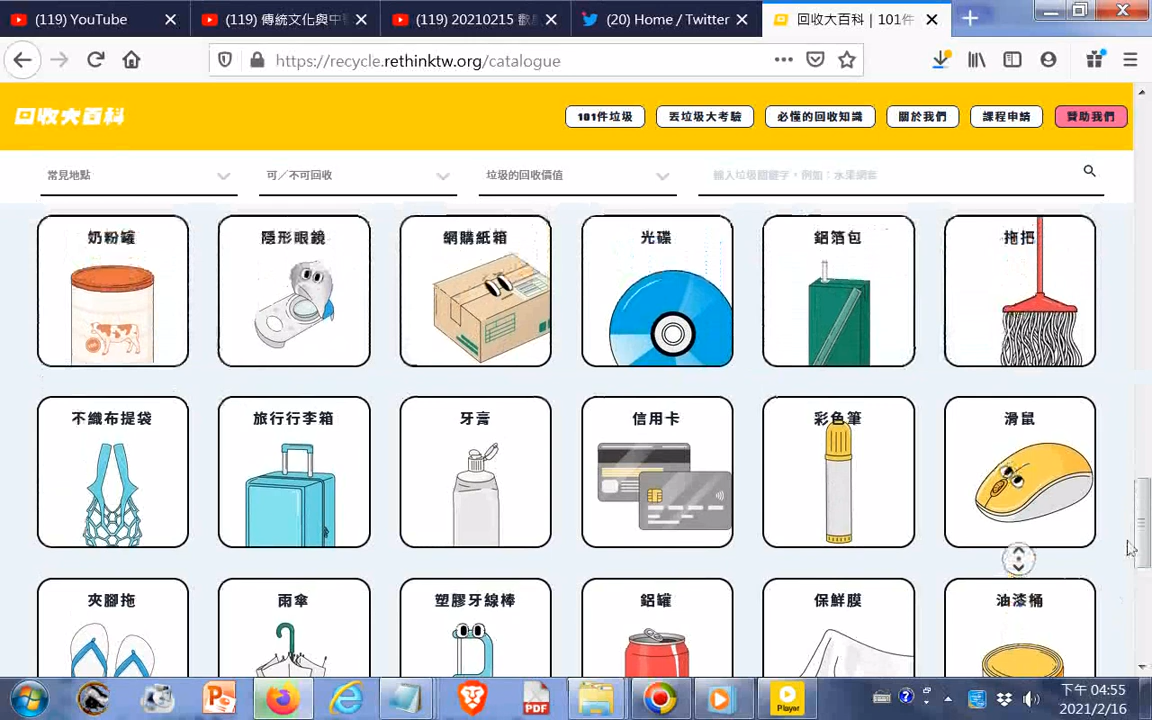 (119) YouTube
(119) 傳統文化與中
(119) 20210215
(20) Home / Twitter
回收大百科 | 101件
https://recycle.rethinktw.org/catalogue
回收大百科
101件垃圾
丟垃圾大考驗
必懂的回收知識
關於我們
課程申請
贊助我們
常見地點
可／不可回收
垃圾的回收價值
輸入垃圾關鍵字，例如：水果網套
奶粉罐
隱形眼鏡
網購紙箱
光碟
鋁箔包
拖把
不織布提袋
旅行行李箱
牙膏
信用卡
彩色筆
滑鼠
夾腳拖
雨傘
塑膠牙線棒
鋁罐
保鮮膜
油漆桶
PDF
Player
下午 04:55
2021/2/16